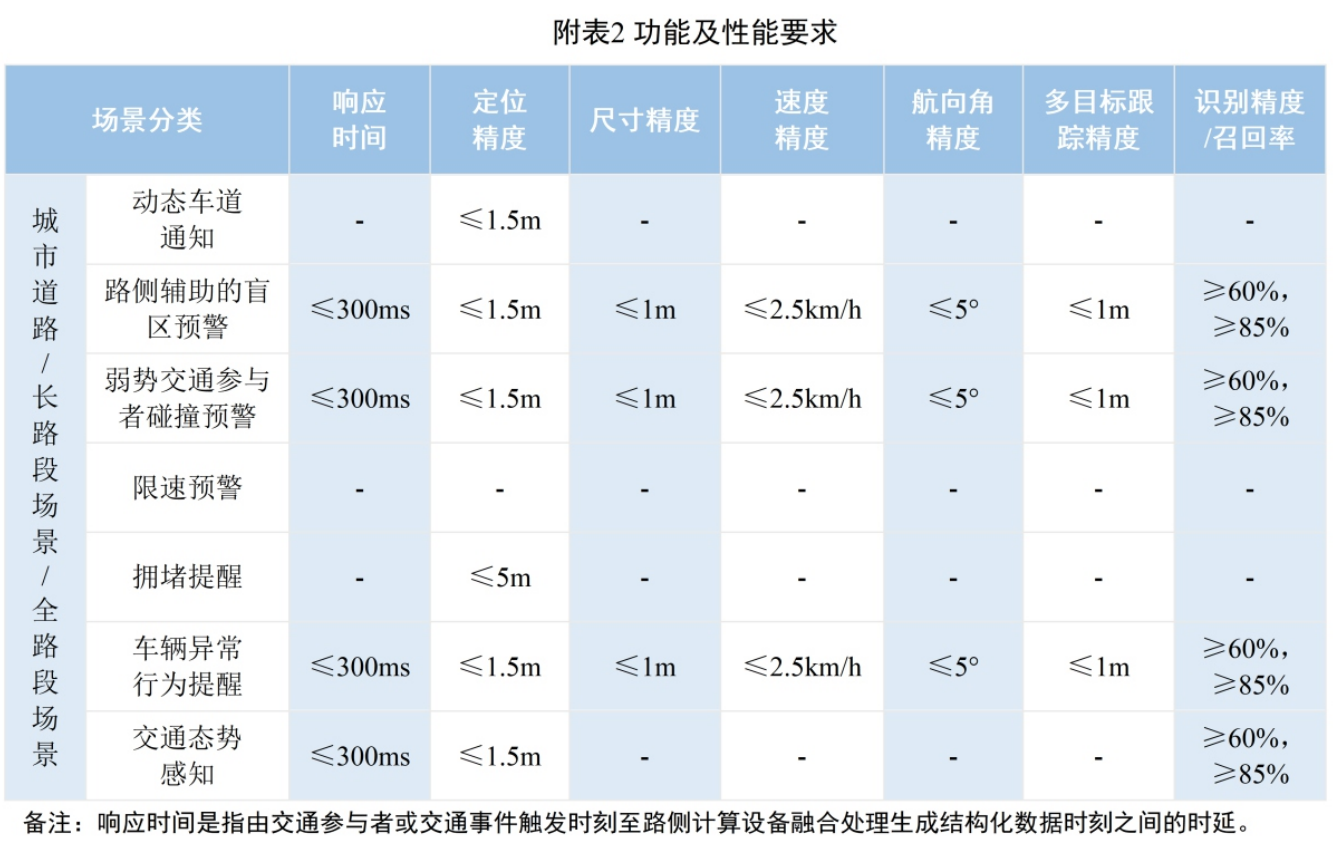 附表2 功能及性能要求
场景分类 响应时间 定位精度 尺寸精度 速度精度 航向角精度 多目标跟踪精度 识别精度/召回率
城市道路/长路段场景/全路段场景
动态车道通知 - ≤1.5m - - - - -
路侧辅助的盲区预警 ≤300ms ≤1.5m ≤1m ≤2.5km/h ≤5° ≤1m ≥60%，≥85%
弱势交通参与者碰撞预警 ≤300ms ≤1.5m ≤1m ≤2.5km/h ≤5° ≤1m ≥60%，≥85%
限速预警 - - - - - - -
拥堵提醒 - ≤5m - - - - -
车辆异常行为提醒 ≤300ms ≤1.5m ≤1m ≤2.5km/h ≤5° ≤1m ≥60%，≥85%
交通态势感知 ≤300ms ≤1.5m - - - - ≥60%，≥85%
备注：响应时间是指由交通参与者或交通事件触发时刻至路侧计算设备融合处理生成结构化数据时刻之间的时延。